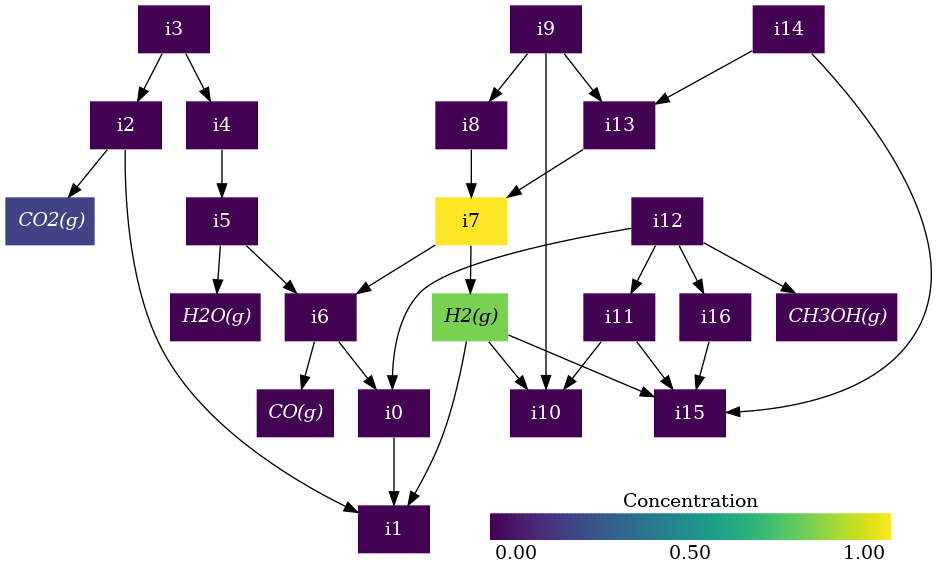 i3
i9
i14
i2
i4
i8
i13
CO2(g)
i5
i7
i12
H2O(g)
i6
H2(g)
i11
i16
CH3OH(g)
CO(g)
i0
i10
i15
i1
Concentration
0.00
0.50
1.00